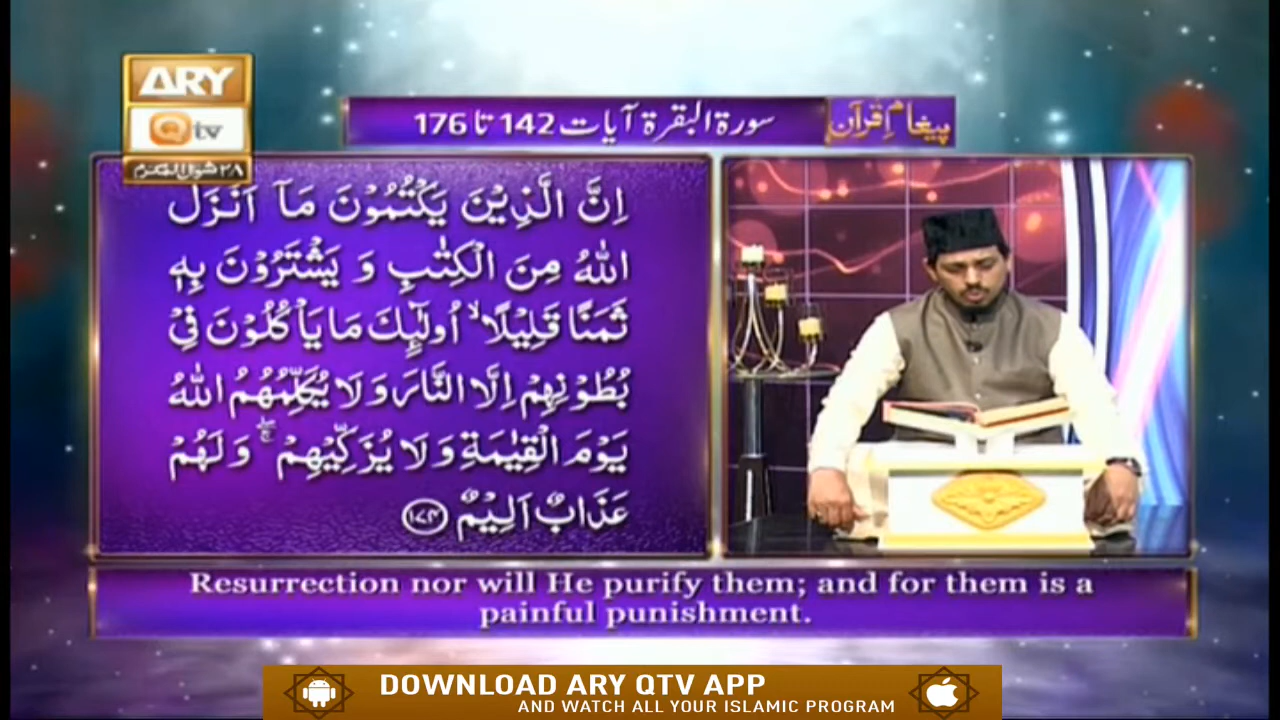 ARY
Qtv
۲۸ شوال المکرم
سورۃ البقرۃ آیات 142 تا 176
پیغامِ قرآن
اِنَّ الَّذِیْنَ یَكْتُمُوْنَ مَاۤ اَنْزَلَ
اللّٰهُ مِنَ الْكِتٰبِ وَ یَشْتَرُوْنَ بِهٖ
ثَمَنًا قَلِیْلًا ۙ اُولٰٓىِٕكَ مَا یَاْكُلُوْنَ فِیْ
بُطُوْنِهِمْ اِلَّا النَّارَ وَ لَا یُكَلِّمُهُمُ اللّٰهُ
یَوْمَ الْقِیٰمَةِ وَ لَا یُزَكِّیْهِمْ ۖۚ وَ لَهُمْ
عَذَابٌ اَلِیْمٌ ﴿۱۷۴﴾
Resurrection nor will He purify them; and for them is a
painful punishment.
DOWNLOAD ARY QTV APP
AND WATCH ALL YOUR ISLAMIC PROGRAM